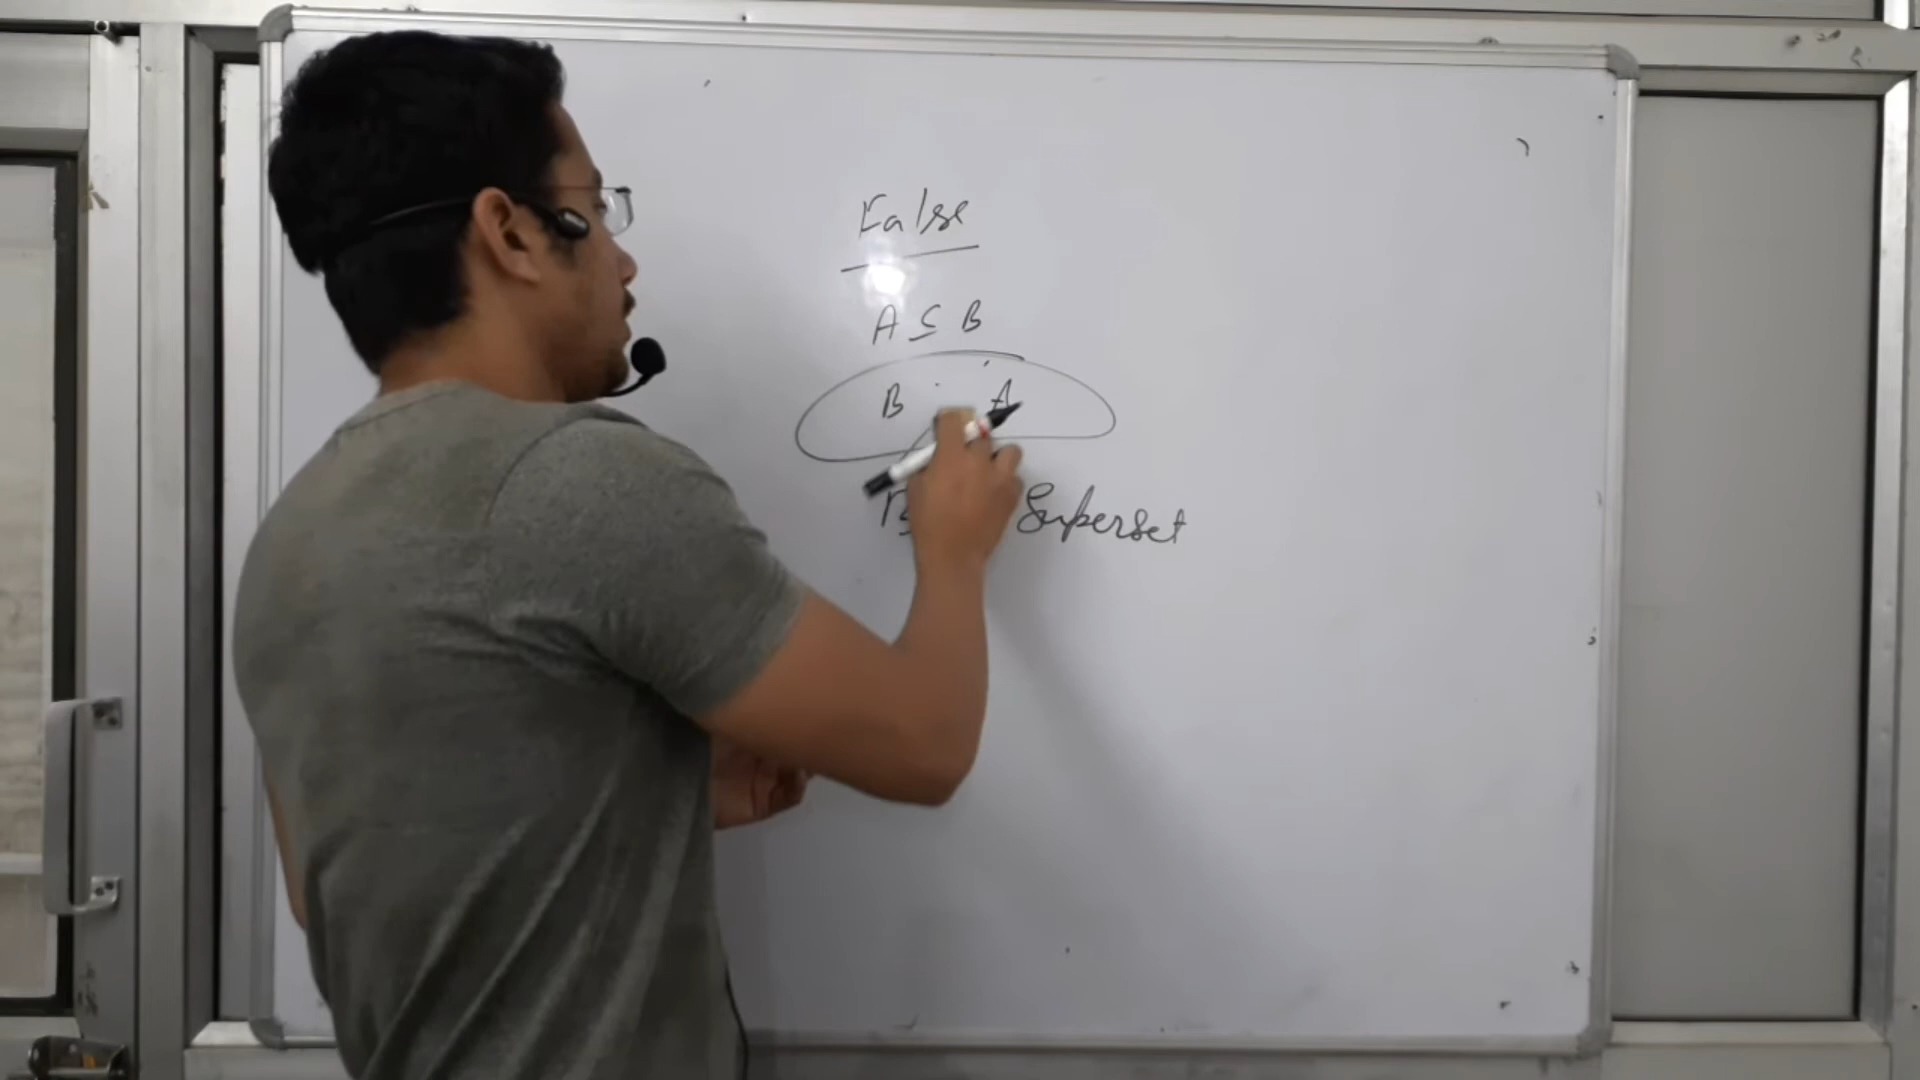 False
A ⊆ B
B A
B Superset